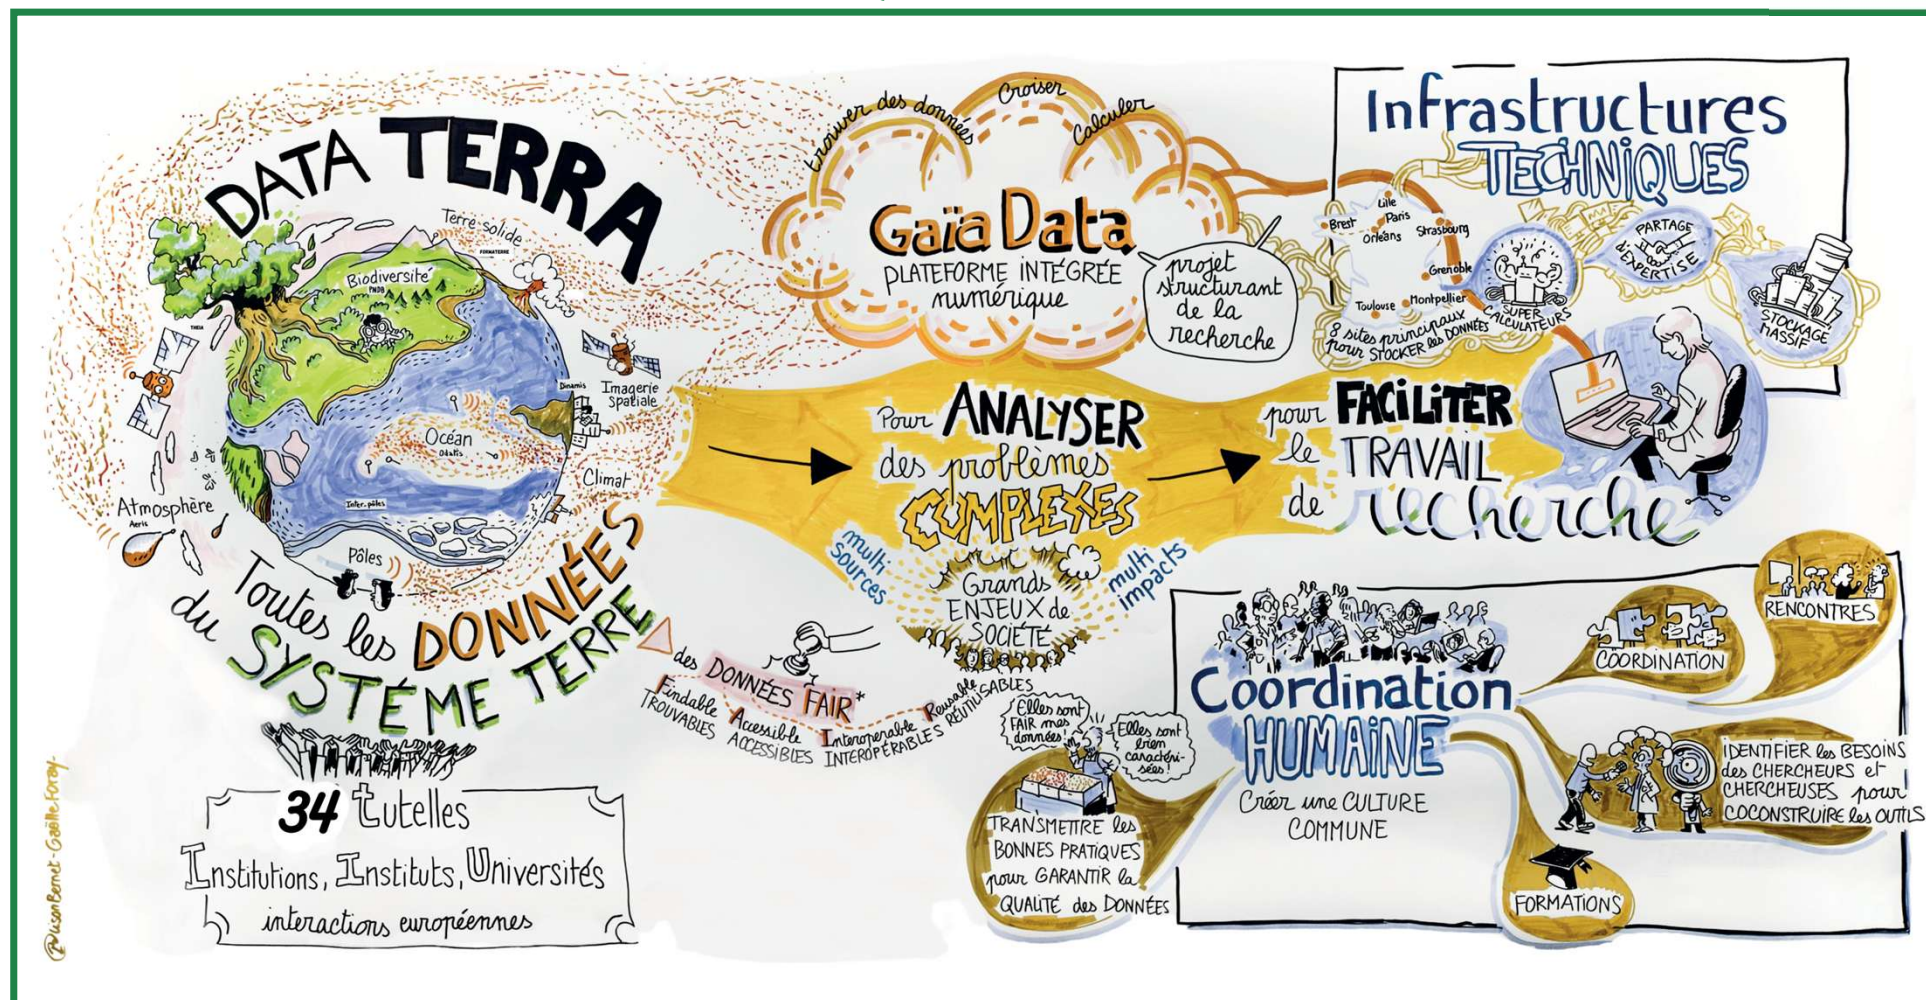 DATA TERRA
Terre solide
FORMATERRE
Biodiversité
PNDB
THEIA
Dinamis
Imagerie
Spatiale
Océan
Odatis
Climat
Inter.pôles
Atmosphère
Aeris
Pôles
Toutes les DONNÉES
du SYSTÉME TERRE
34 tutelles
Institutions, Instituts, Universités
interactions européennes
trouver des données
Croiser
Calculer
Gaïa Data
PLATEFORME INTÉGRÉE
numérique
projet
structurant
de la
recherche
Pour ANALYSER
des problèmes
COMPLEXES
multi
sources
multi
impacts
Grands
ENJEUX de
SOCIÉTÉ
des DONNÉES FAIR*
Findable
TROUVABLES
Accessible
ACCESSIBLES
Interoperable
INTEROPÉRABLES
Reusable
RÉUTILISABLES
Infrastructures
TECHNIQUES
Brest
Lille
Paris
Orléans
Strasbourg
Grenoble
Toulouse
Montpellier
8 sites principaux
pour STOCKER les DONNÉES
SUPER
CALCULATEURS
PARTAGE
D'EXPERTISE
STOCKAGE
MASSIF
pour FACILITER
le TRAVAIL
de recherche
Coordination
HUMAINE
Créer une CULTURE
COMMUNE
COORDINATION
RENCONTRES
IDENTIFIER les BESOINS
des CHERCHEURS et
CHERCHEUSES pour
COCONSTRUIRE les OUTILS
FORMATIONS
Elles sont
FAIR mes
données
Elles sont
bien
caractéri-
sées!
TRANSMETTRE les
BONNES PRATIQUES
pour GARANTIR la
QUALITÉ des DONNÉES